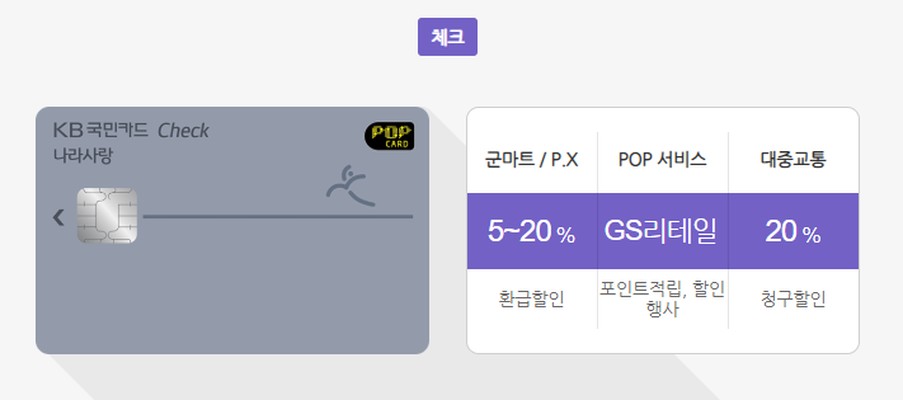 체크
KB국민카드 Check
나라사랑
POP
CARD
군마트 / P.X
5~20 %
환급할인
POP 서비스
GS리테일
포인트적립, 할인
행사
대중교통
20 %
청구할인